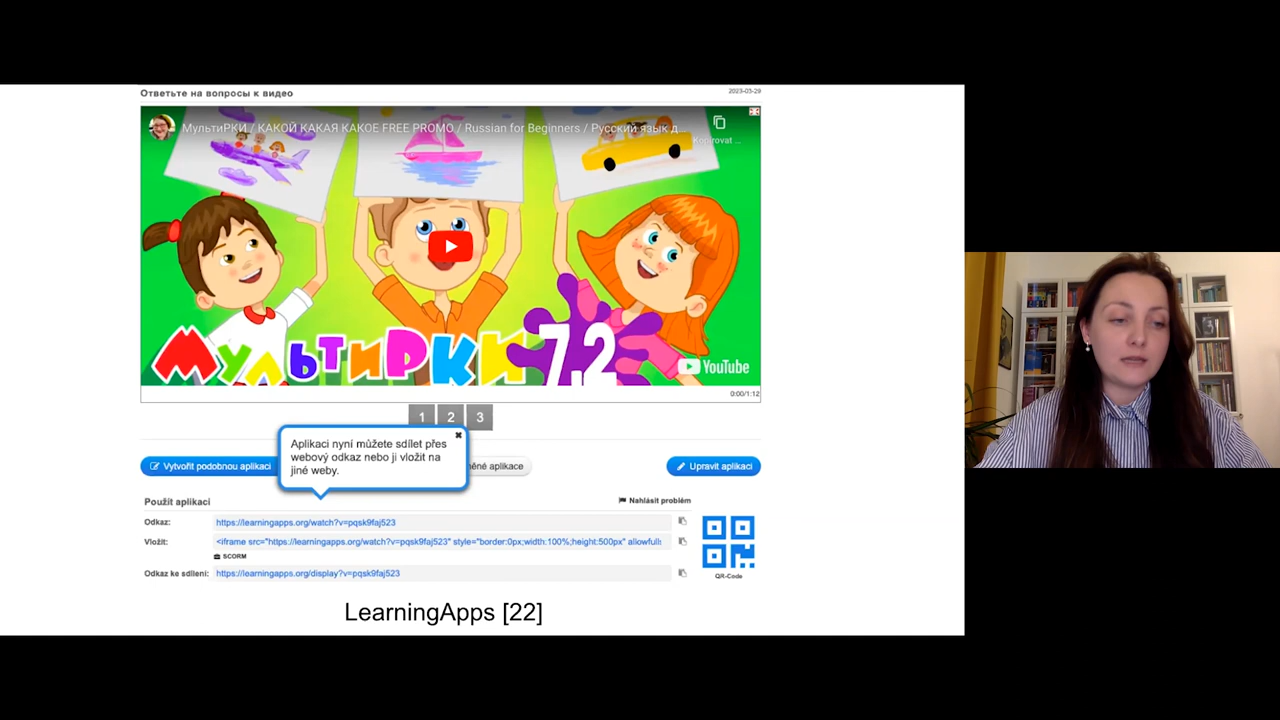 Ответьте на вопросы к видео
2023-03-29
МультиРКИ / КАКОЙ КАКАЯ КАКОЕ FREE PROMO / Russian for Beginners / Русский язык д...
Kopírovat ...
МультиРКИ 7.2
YouTube
0:00/1:12
1 2 3
Aplikaci nyní můžete sdílet přes
webový odkaz nebo ji vložit na
jiné weby.
Vytvořit podobnou aplikaci
aplikace
Upravit aplikaci
Použít aplikaci
Nahlásit problém
Odkaz: https://learningapps.org/watch?v=pqsk9faj523
Vložit: <iframe src="https://learningapps.org/watch?v=pqsk9faj523" style="border:0px;width:100%;height:500px" allowfulls
SCORM
Odkaz ke sdílení: https://learningapps.org/display?v=pqsk9faj523
QR-Code
LearningApps [22]